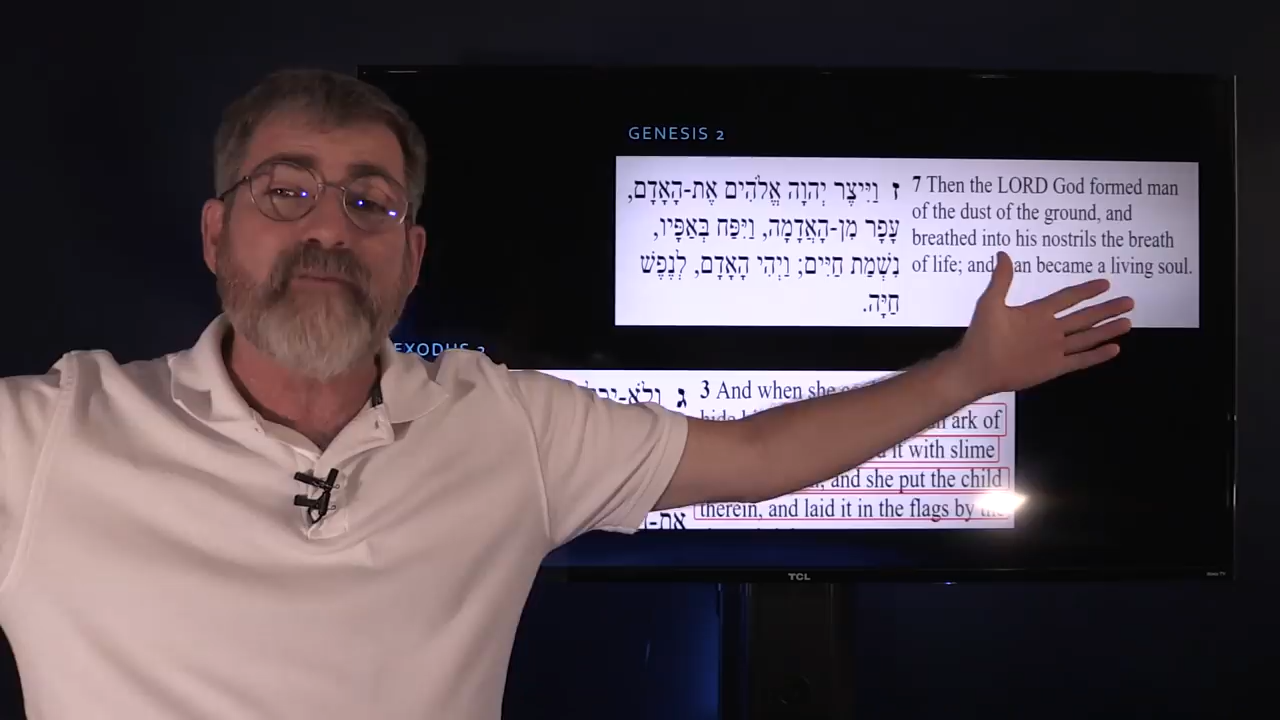 GENESIS 2
ז וַיִּיצֶר יְהוָה אֱלֹהִים אֶת-הָאָדָם,
עָפָר מִן-הָאֲדָמָה, וַיִּפַּח בְּאַפָּיו,
נִשְׁמַת חַיִּים; וַיְהִי הָאָדָם, לְנֶפֶשׁ
חַיָּה.
7 Then the LORD God formed man
of the dust of the ground, and
breathed into his nostrils the breath
of life; and an became a living soul.
EXODUS 2
ג וְלֹא
3 And when she
ark of
it with slime
and she put the child
therein, and laid it in the flags by
TCL